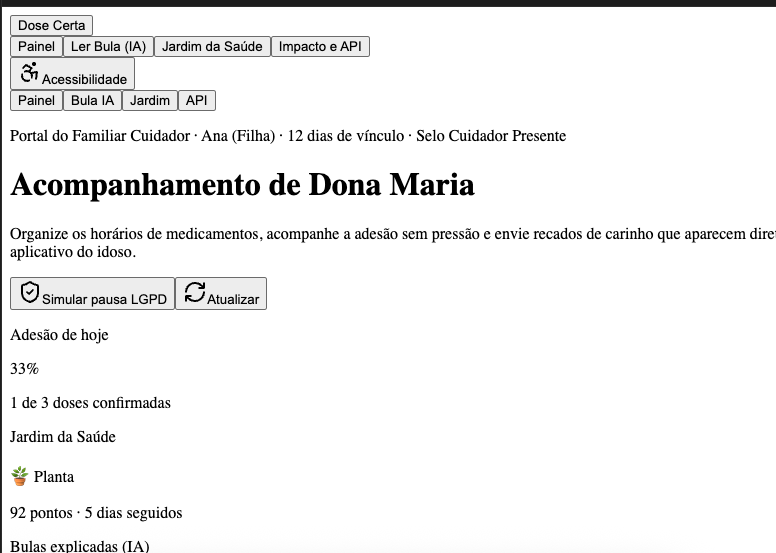 Dose Certa
Painel Ler Bula (IA) Jardim da Saúde Impacto e API
Acessibilidade
Painel Bula IA Jardim API
Portal do Familiar Cuidador · Ana (Filha) · 12 dias de vínculo · Selo Cuidador Presente
Acompanhamento de Dona Maria
Organize os horários de medicamentos, acompanhe a adesão sem pressão e envie recados de carinho que aparecem
aplicativo do idoso.
Simular pausa LGPD Atualizar
Adesão de hoje
33%
1 de 3 doses confirmadas
Jardim da Saúde
Planta
92 pontos · 5 dias seguidos
Bulas explicadas (IA)